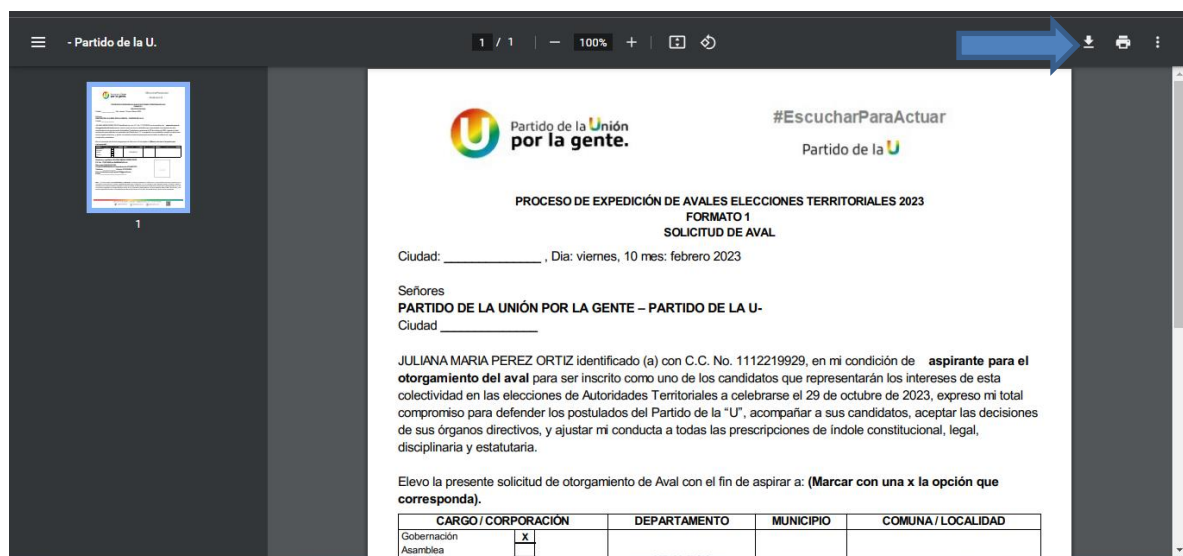 - Partido de la U.
1 / 1
100%
1
Partido de la Unión
por la gente.
#EscucharParaActuar
Partido de la U
PROCESO DE EXPEDICIÓN DE AVALES ELECCIONES TERRITORIALES 2023
FORMATO 1
SOLICITUD DE AVAL
Ciudad: ______________ , Dia: viernes, 10 mes: febrero 2023
Señores
PARTIDO DE LA UNIÓN POR LA GENTE – PARTIDO DE LA U-
Ciudad ______________
JULIANA MARIA PEREZ ORTIZ identificado (a) con C.C. No. 1112219929, en mi condición de aspirante para el
otorgamiento del aval para ser inscrito como uno de los candidatos que representarán los intereses de esta
colectividad en las elecciones de Autoridades Territoriales a celebrarse el 29 de octubre de 2023, expreso mi total
compromiso para defender los postulados del Partido de la “U”, acompañar a sus candidatos, aceptar las decisiones
de sus órganos directivos, y ajustar mi conducta a todas las prescripciones de índole constitucional, legal,
disciplinaria y estatutaria.
Elevo la presente solicitud de otorgamiento de Aval con el fin de aspirar a: (Marcar con una x la opción que
corresponda).
CARGO / CORPORACIÓN DEPARTAMENTO MUNICIPIO COMUNA / LOCALIDAD
Gobernación X
Asamblea